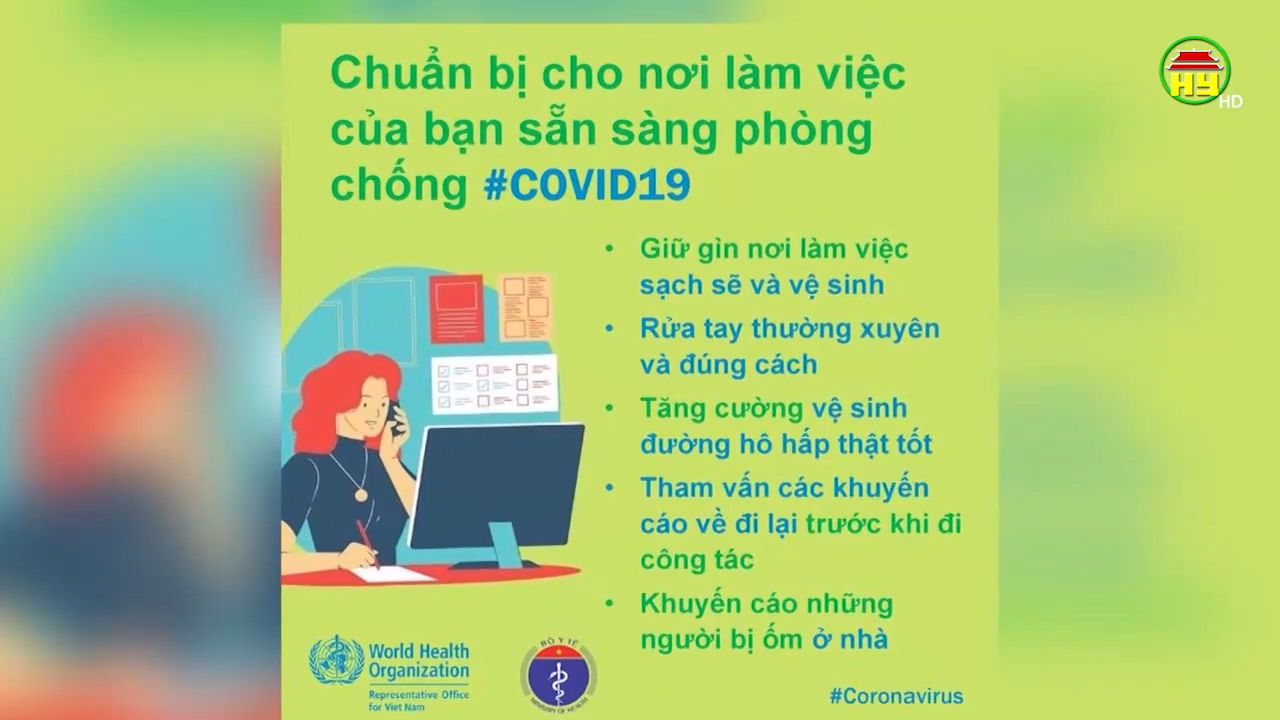 Chuẩn bị cho nơi làm việc
của bạn sẵn sàng phòng
chống #COVID19
HY
HD
• Giữ gìn nơi làm việc
sạch sẽ và vệ sinh
• Rửa tay thường xuyên
và đúng cách
• Tăng cường vệ sinh
đường hô hấp thật tốt
• Tham vấn các khuyến
cáo về đi lại trước khi đi
công tác
• Khuyến cáo những
người bị ốm ở nhà
World Health
Organization
Representative Office
for Viet Nam
BỘ Y TẾ
MINISTRY OF HEALTH
#Coronavirus